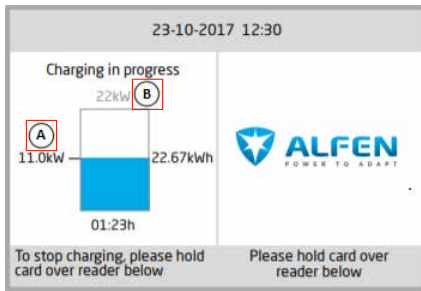 23-10-2017 12:30
Charging in progress
22kW B
A
11.0kW 22.67kWh
01:23h
To stop charging, please hold
card over reader below
ALFEN
POWER TO ADAPT
Please hold card over
reader below